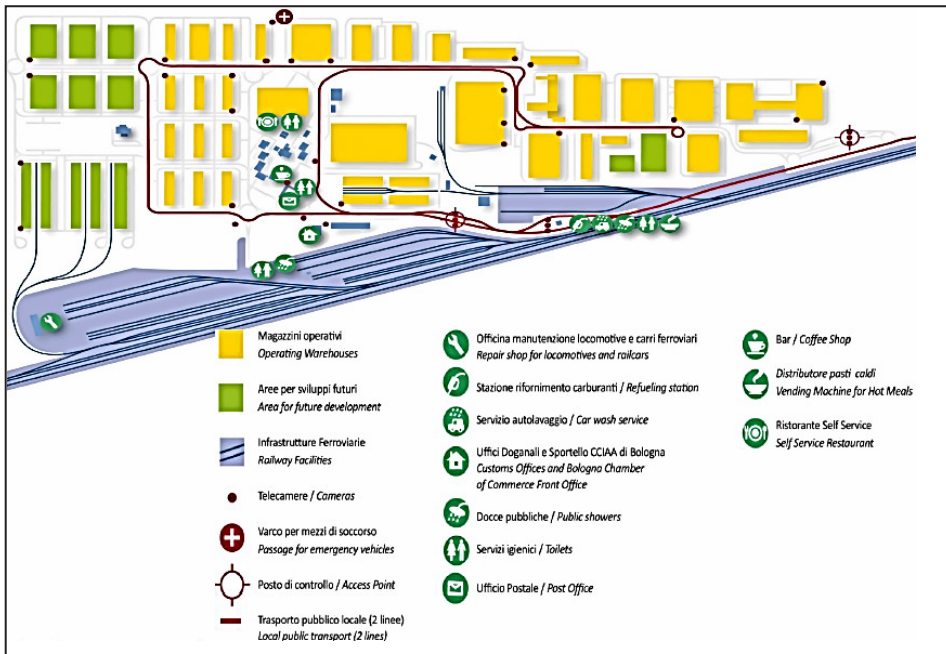 Magazzini operativi
Operating Warehouses
Aree per sviluppi futuri
Area for future development
Infrastrutture Ferroviarie
Railway Facilities
Telecamere / Cameras
Varco per mezzi di soccorso
Passage for emergency vehicles
Posto di controllo / Access Point
Trasporto pubblico locale (2 linee)
Local public transport (2 lines)
Officina manutenzione locomotive e carri ferroviari
Repair shop for locomotives and railcars
Stazione rifornimento carburanti / Refueling station
Servizio autolavaggio / Car wash service
Uffici Doganali e Sportello CCIAA di Bologna
Customs Offices and Bologna Chamber
of Commerce Front Office
Docce pubbliche / Public showers
Servizi igienici / Toilets
Ufficio Postale / Post Office
Bar / Coffee Shop
Distributore pasti caldi
Vending Machine for Hot Meals
Ristorante Self Service
Self Service Restaurant